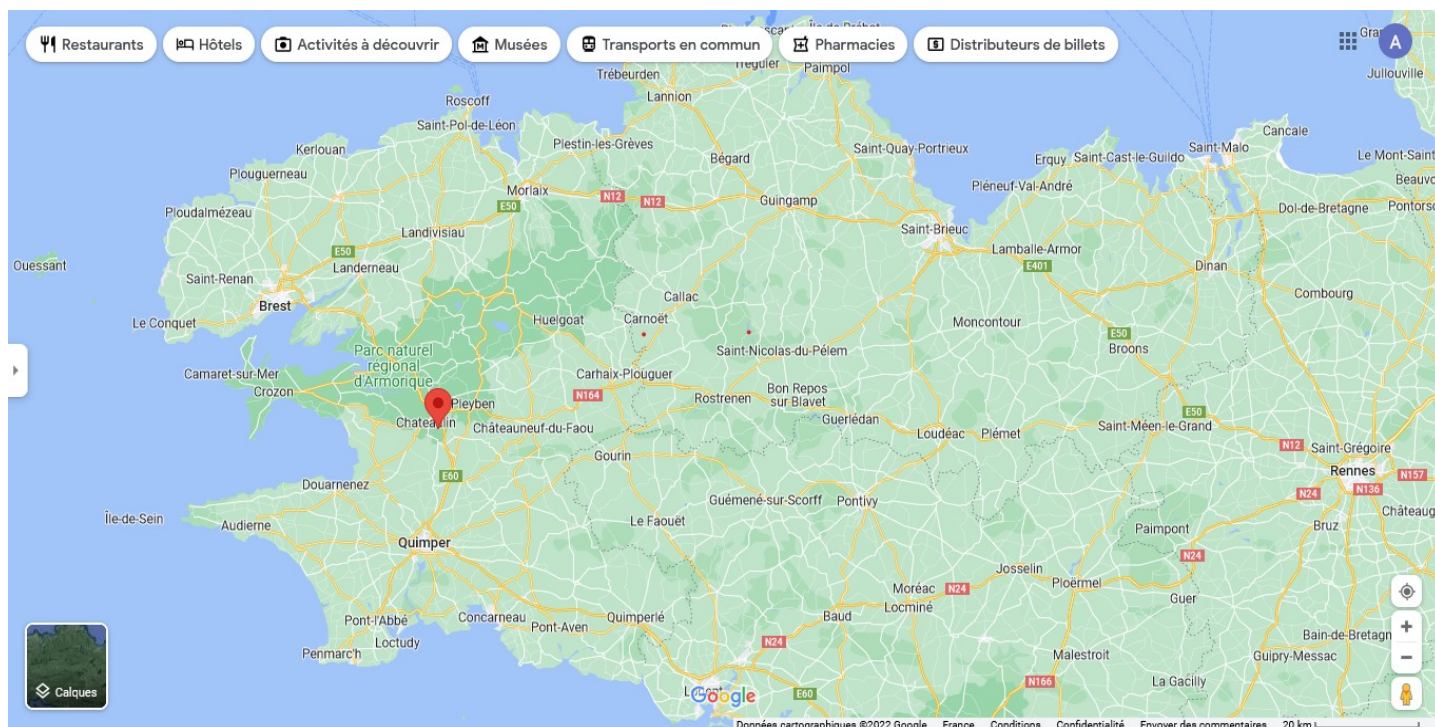 Restaurants
Hôtels
Activités à découvrir
Musées
Transports en commun
Pharmacies
Distributeurs de billets
A
Jullouville
Trébeurden
Tréguier
Paimpol
Lannion
Roscoff
Saint-Pol-de-Léon
Cancale
Kerlouan
Plestin-les-Grèves
Bégard
Saint-Quay-Portrieux
Erquy
Saint-Cast-le-Guildo
Saint-Malo
Le Mont-Saint
Plouguerneau
Beauvo
Morlaix
N12
N12
Guingamp
Pléneuf-Val-André
Pontorso
Ploudalmézeau
E50
Dol-de-Bretagne
Landivisiau
Saint-Brieuc
E50
Lamballe-Armor
Ouessant
Landerneau
E401
Dinan
Saint-Renan
Combourg
Brest
Callac
Le Conquet
Huelgoat
Carnoët
Moncontour
E50
Parc naturel
régional
d'Armorique
Saint-Nicolas-du-Pélem
Broons
Camaret-sur-Mer
Crozon
Carhaix-Plouguer
N164
Rostrenen
Bon Repos
sur Blavet
Pleyben
Châteauneuf-du-Faou
Guerlédan
E50
Loudéac
Plémet
Saint-Méen-le-Grand
N12
Saint-Grégoire
Gourin
Rennes
E60
N157
Douarnenez
N136
N24
Guémené-sur-Scorff
Pontivy
Île-de-Sein
Audierne
Le Faouët
Paimpont
Bruz
Châteaug
Quimper
N24
Josselin
Ploërmel
Moréac
N24
Guer
Locminé
Pont-l'Abbé
Concarneau
Quimperlé
Baud
Pont-Aven
Loctudy
Penmarc'h
N24
Bain-de-Bretagn
Malestroit
Guipry-Messac
N166
La Gacilly
Calques
Google
E60
Données cartographiques ©2022 Google
France
Conditions
Confidentialité
Envoyer des commentaires
20 km